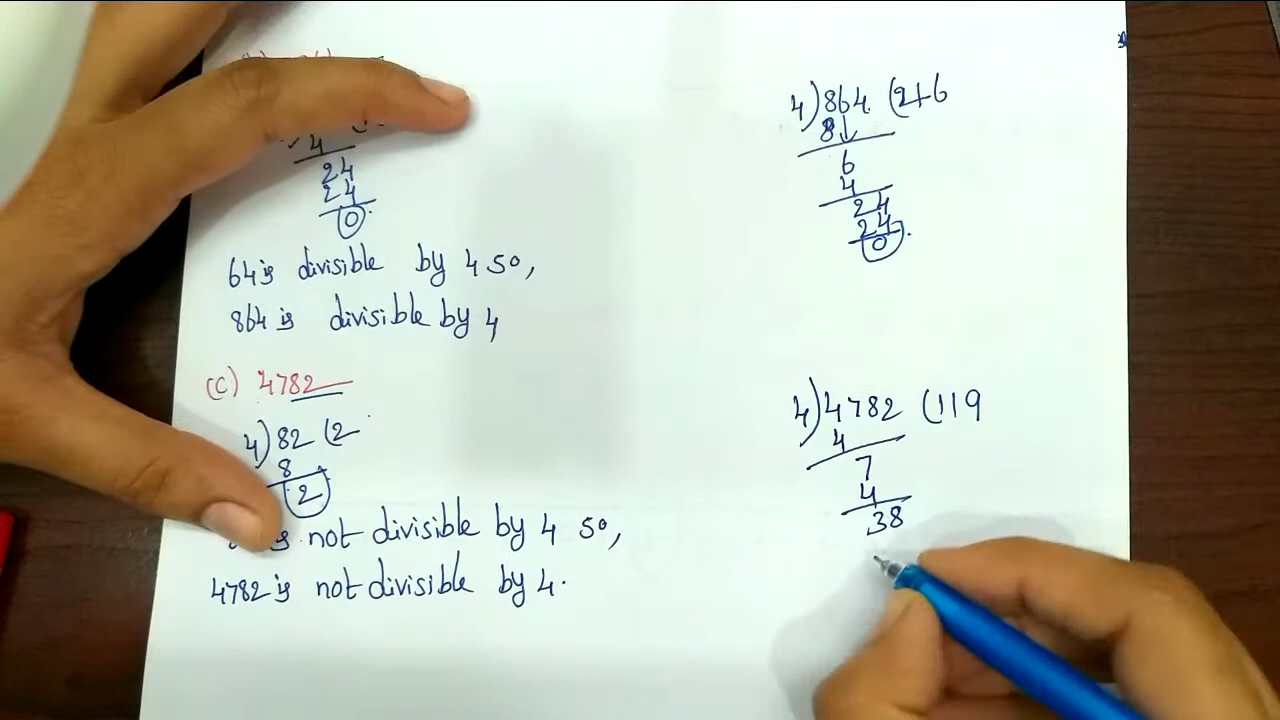 4
24
24
0
64 is divisible by 4 so,
864 is divisible by 4
(C) 4782
4) 82 (2
8
2
is not divisible by 4 so,
4782 is not divisible by 4.
4) 864 (216
8
6
4
24
24
0
4) 4782 (119
4
7
4
38